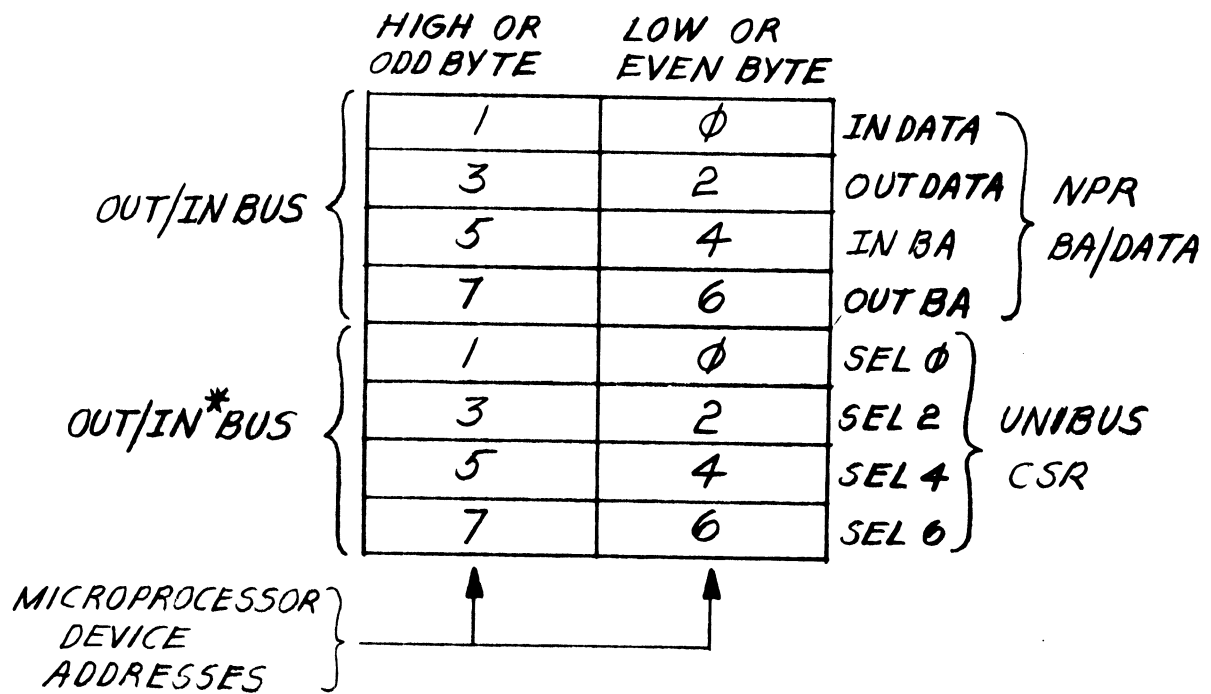 HIGH OR ODD BYTE
LOW OR EVEN BYTE
1 Ø IN DATA
3 2 OUT DATA
5 4 IN BA
7 6 OUT BA
OUT/IN BUS
NPR
BA/DATA
1 Ø SEL Ø
3 2 SEL 2
5 4 SEL 4
7 6 SEL 6
OUT/IN* BUS
UNIBUS
CSR
MICROPROCESSOR
DEVICE
ADDRESSES